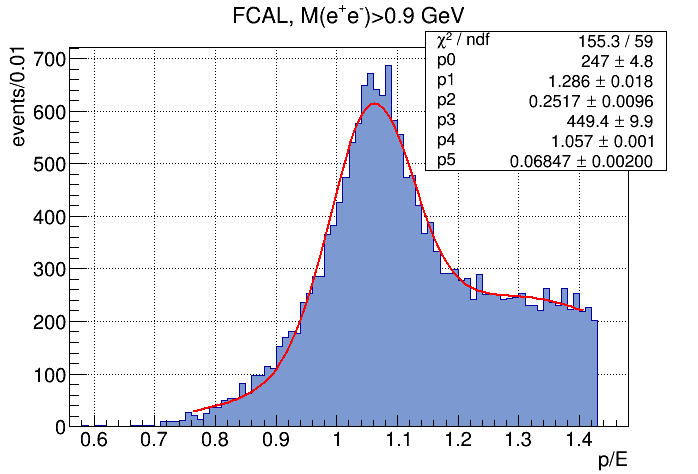 FCAL, M(e⁺e⁻)>0.9 GeV
χ² / ndf 155.3 / 59
p0 247 ± 4.8
p1 1.286 ± 0.018
p2 0.2517 ± 0.0096
p3 449.4 ± 9.9
p4 1.057 ± 0.001
p5 0.06847 ± 0.00200
events/0.01
700
600
500
400
300
200
100
0
0.6 0.7 0.8 0.9 1 1.1 1.2 1.3 1.4
p/E